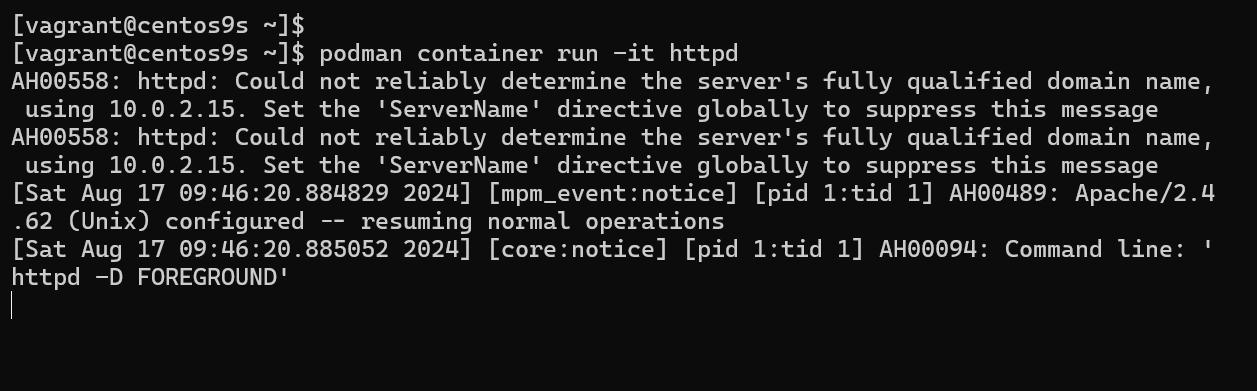 [vagrant@centos9s ~]$
[vagrant@centos9s ~]$ podman container run -it httpd
AH00558: httpd: Could not reliably determine the server's fully qualified domain name,
 using 10.0.2.15. Set the 'ServerName' directive globally to suppress this message
AH00558: httpd: Could not reliably determine the server's fully qualified domain name,
 using 10.0.2.15. Set the 'ServerName' directive globally to suppress this message
[Sat Aug 17 09:46:20.884829 2024] [mpm_event:notice] [pid 1:tid 1] AH00489: Apache/2.4
.62 (Unix) configured -- resuming normal operations
[Sat Aug 17 09:46:20.885052 2024] [core:notice] [pid 1:tid 1] AH00094: Command line: '
httpd -D FOREGROUND'